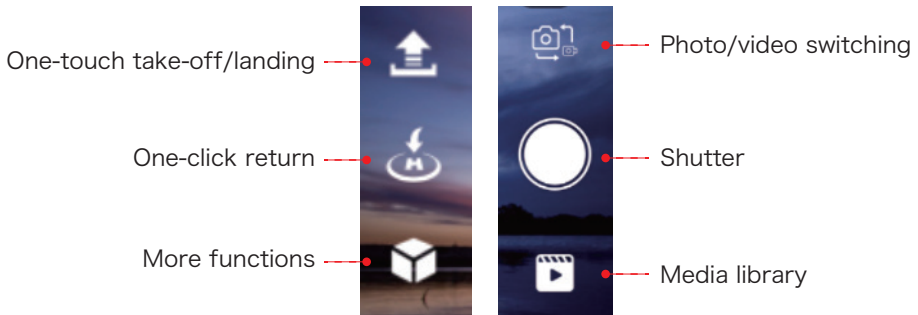 One-touch take-off/landing
One-click return
More functions
Photo/video switching
Shutter
Media library